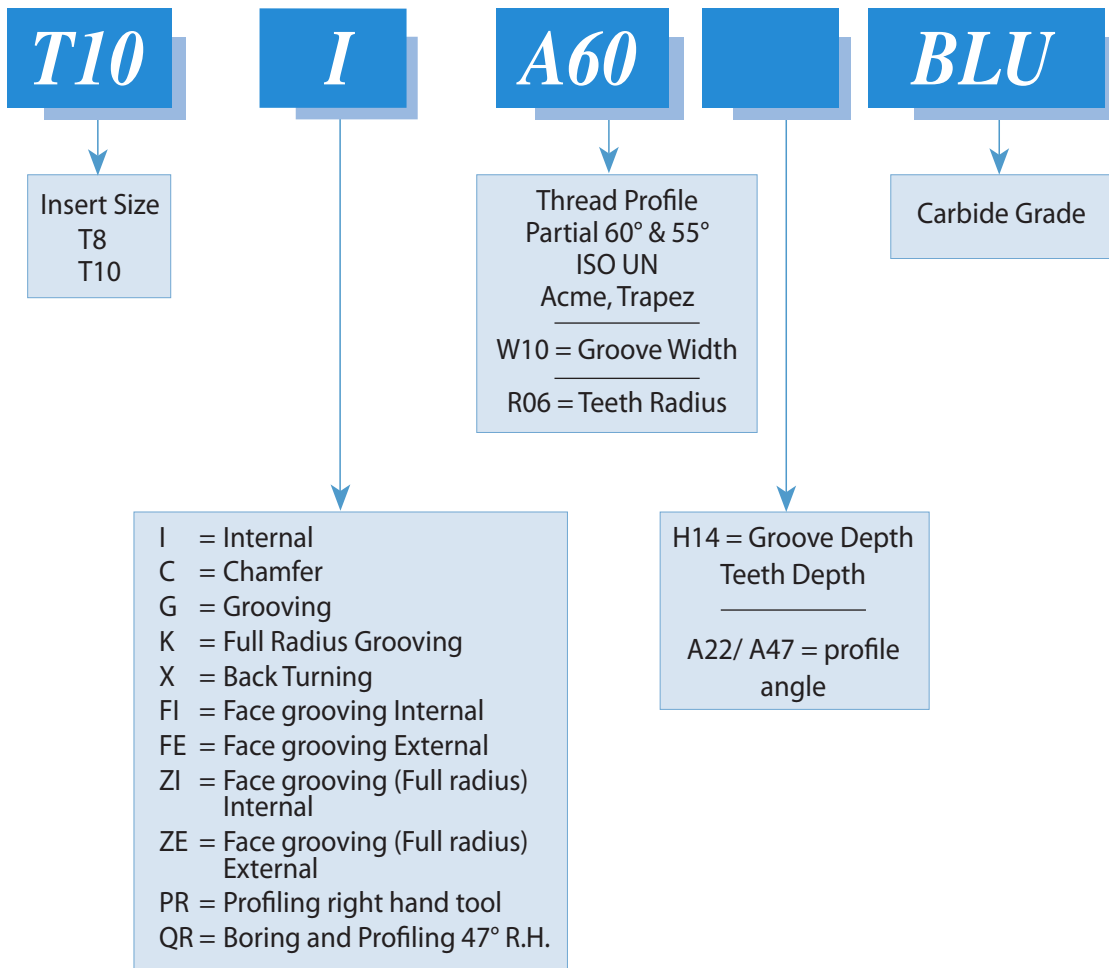 T10 I A60 BLU
Insert Size
T8
T10
Thread Profile
Partial 60° & 55°
ISO UN
Acme, Trapez
W10 = Groove Width
R06 = Teeth Radius
Carbide Grade
I = Internal
C = Chamfer
G = Grooving
K = Full Radius Grooving
X = Back Turning
FI = Face grooving Internal
FE = Face grooving External
ZI = Face grooving (Full radius)
Internal
ZE = Face grooving (Full radius)
External
PR = Profiling right hand tool
QR = Boring and Profiling 47° R.H.
H14 = Groove Depth
Teeth Depth
A22/ A47 = profile
angle